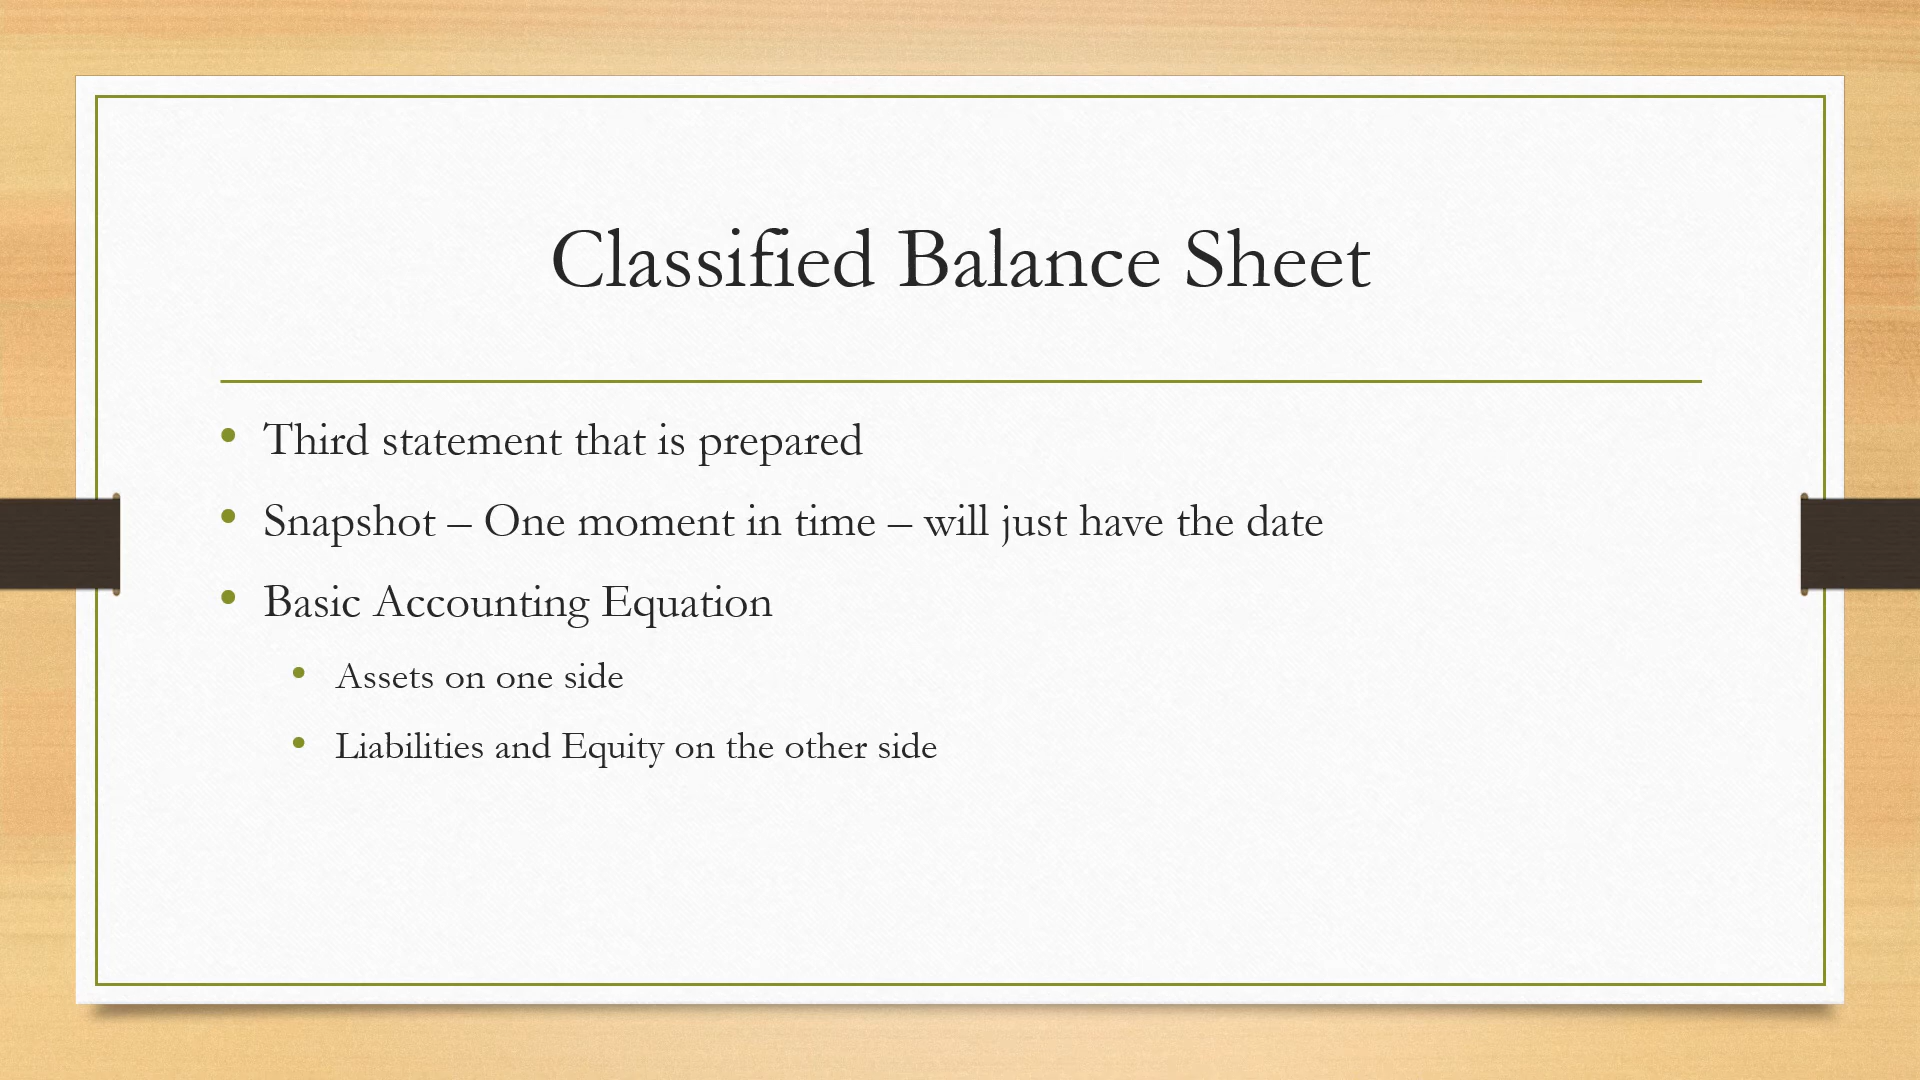 Classified Balance Sheet
• Third statement that is prepared
• Snapshot – One moment in time – will just have the date
• Basic Accounting Equation
• Assets on one side
• Liabilities and Equity on the other side